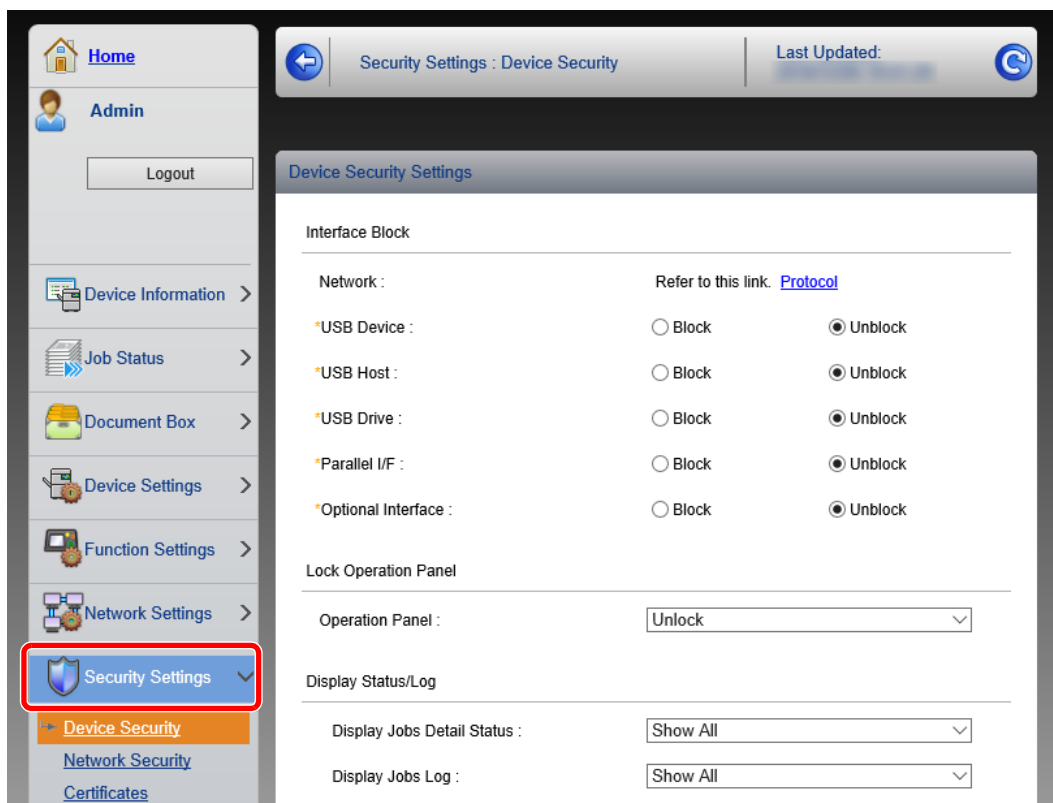 Home
Admin
Logout
Device Information
Job Status
Document Box
Device Settings
Function Settings
Network Settings
Security Settings
Device Security
Network Security
Certificates
Security Settings : Device Security
Last Updated:
Device Security Settings
Interface Block
Network : Refer to this link. Protocol
*USB Device : Block Unblock
*USB Host : Block Unblock
*USB Drive : Block Unblock
*Parallel I/F : Block Unblock
*Optional Interface : Block Unblock
Lock Operation Panel
Operation Panel : Unlock
Display Status/Log
Display Jobs Detail Status : Show All
Display Jobs Log : Show All